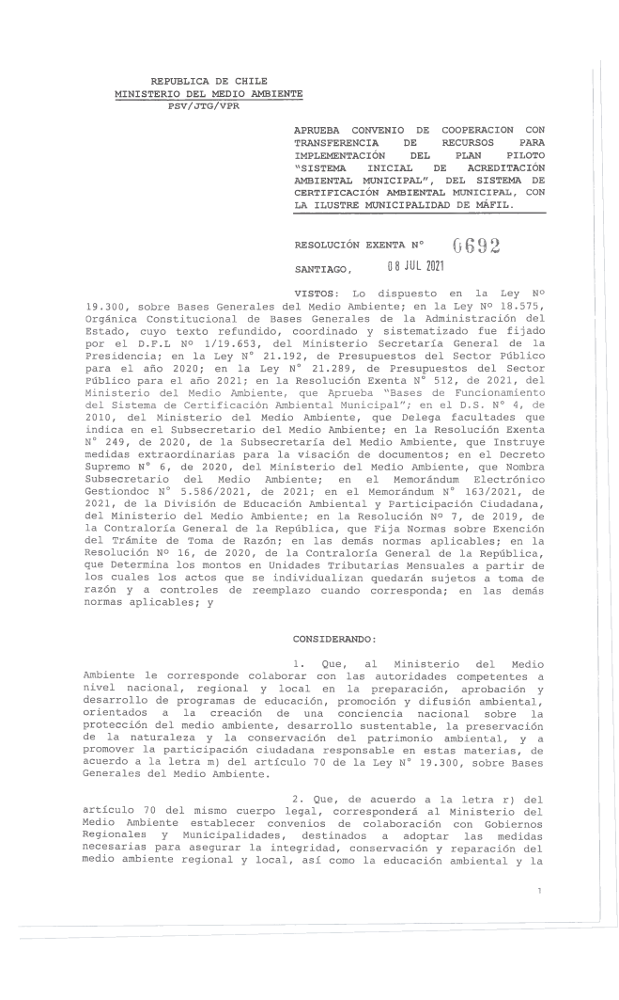 REPUBLICA DE CHILE
MINISTERIO DEL MEDIO AMBIENTE
PSV/JTG/VPR
APRUEBA CONVENIO DE COOPERACION CON
TRANSFERENCIA DE RECURSOS PARA
IMPLEMENTACIÓN DEL PLAN PILOTO
"SISTEMA INICIAL DE ACREDITACIÓN
AMBIENTAL MUNICIPAL", DEL SISTEMA DE
CERTIFICACIÓN AMBIENTAL MUNICIPAL, CON
LA ILUSTRE MUNICIPALIDAD DE MÁFIL.
RESOLUCIÓN EXENTA N° 0692
SANTIAGO, 08 JUL 2021
VISTOS: Lo dispuesto en la Ley Nº
19.300, sobre Bases Generales del Medio Ambiente; en la Ley Nº 18.575,
Orgánica Constitucional de Bases Generales de la Administración del
Estado, cuyo texto refundido, coordinado y sistematizado fue fijado
por el D.F.L Nº 1/19.653, del Ministerio Secretaría General de la
Presidencia; en la Ley N° 21.192, de Presupuestos del Sector Público
para el año 2020; en la Ley N° 21.289, de Presupuestos del Sector
Público para el año 2021; en la Resolución Exenta N° 512, de 2021, del
Ministerio del Medio Ambiente, que Aprueba "Bases de Funcionamiento
del Sistema de Certificación Ambiental Municipal"; en el D.S. N° 4, de
2010, del Ministerio del Medio Ambiente, que Delega facultades que
indica en el Subsecretario del Medio Ambiente; en la Resolución Exenta
N° 249, de 2020, de la Subsecretaría del Medio Ambiente, que Instruye
medidas extraordinarias para la visación de documentos; en el Decreto
Supremo N° 6, de 2020, del Ministerio del Medio Ambiente, que Nombra
Subsecretario del Medio Ambiente; en el Memorándum Electrónico
Gestiondoc N° 5.586/2021, de 2021; en el Memorándum N° 163/2021, de
2021, de la División de Educación Ambiental y Participación Ciudadana,
del Ministerio del Medio Ambiente; en la Resolución Nº 7, de 2019, de
la Contraloría General de la República, que Fija Normas sobre Exención
del Trámite de Toma de Razón; en las demás normas aplicables; en la
Resolución Nº 16, de 2020, de la Contraloría General de la República,
que Determina los montos en Unidades Tributarias Mensuales a partir de
los cuales los actos que se individualizan quedarán sujetos a toma de
razón y a controles de reemplazo cuando corresponda; en las demás
normas aplicables; y
CONSIDERANDO:
1. Que, al Ministerio del Medio
Ambiente le corresponde colaborar con las autoridades competentes a
nivel nacional, regional y local en la preparación, aprobación y
desarrollo de programas de educación, promoción y difusión ambiental,
orientados a la creación de una conciencia nacional sobre la
protección del medio ambiente, desarrollo sustentable, la preservación
de la naturaleza y la conservación del patrimonio ambiental, y a
promover la participación ciudadana responsable en estas materias, de
acuerdo a la letra m) del artículo 70 de la Ley N° 19.300, sobre Bases
Generales del Medio Ambiente.
2. Que, de acuerdo a la letra r) del
artículo 70 del mismo cuerpo legal, corresponderá al Ministerio del
Medio Ambiente establecer convenios de colaboración con Gobiernos
Regionales y Municipalidades, destinados a adoptar las medidas
necesarias para asegurar la integridad, conservación y reparación del
medio ambiente regional y local, así como la educación ambiental y la
1